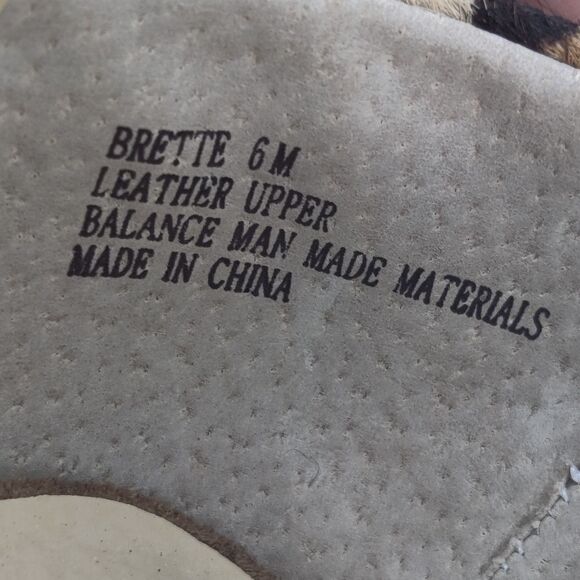 BRETTE 6M
LEATHER UPPER
BALANCE MAN MADE MATERIALS
MADE IN CHINA